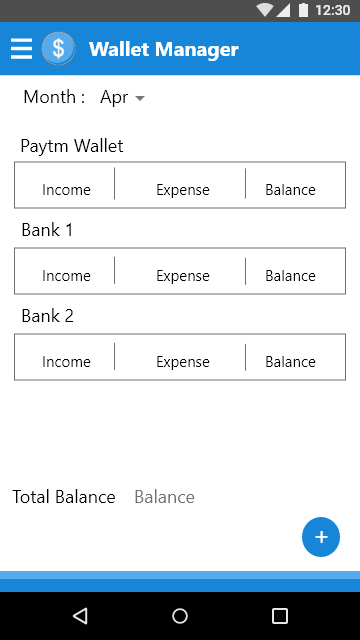 12:30
$ Wallet Manager
Month : Apr
Paytm Wallet
Income Expense Balance
Bank 1
Income Expense Balance
Bank 2
Income Expense Balance
Total Balance Balance
+